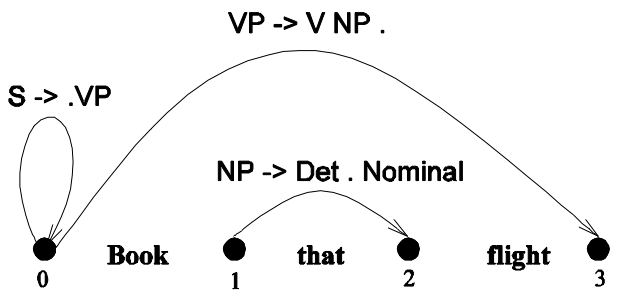 VP -> V NP .
S -> .VP
NP -> Det . Nominal
Book that flight
0 1 2 3